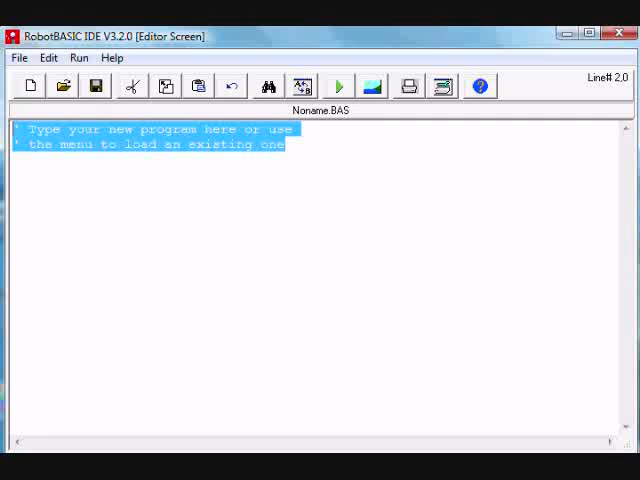 RobotBASIC IDE V3.2.0 [Editor Screen]
File Edit Run Help
Line# 2,0
Noname.BAS
' Type your new program here or use
' the menu to load an existing one